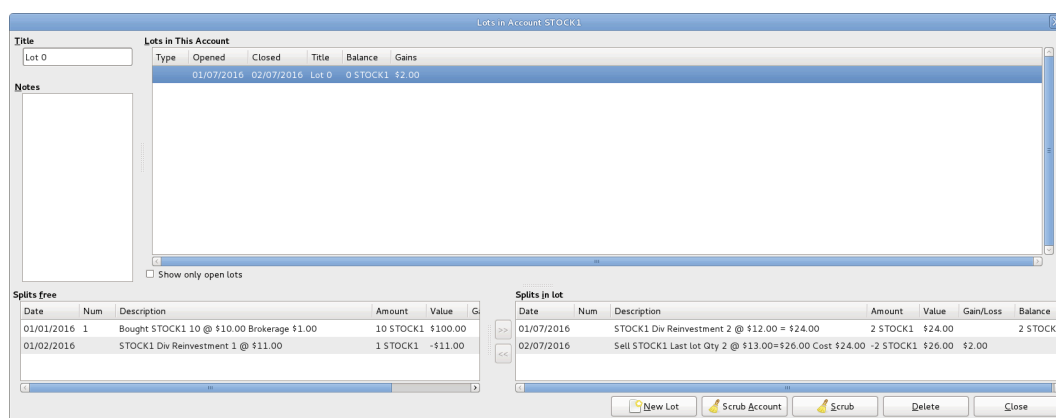 Lots in Account STOCK1
Title
Lot 0
Notes
Lots in This Account
Type Opened Closed Title Balance Gains
01/07/2016 02/07/2016 Lot 0 0 STOCK1 $2.00
Show only open lots
Splits free
Date Num Description Amount Value G
01/01/2016 1 Bought STOCK1 10 @ $10.00 Brokerage $1.00 10 STOCK1 $100.00
01/02/2016 STOCK1 Div Reinvestment 1 @ $11.00 1 STOCK1 -$11.00
>>
<<
Splits in lot
Date Num Description Amount Value Gain/Loss Balance
01/07/2016 STOCK1 Div Reinvestment 2 @ $12.00 = $24.00 2 STOCK1 $24.00 2 STOCK
02/07/2016 Sell STOCK1 Last lot Qty 2 @ $13.00=$26.00 Cost $24.00 -2 STOCK1 $26.00 $2.00
New Lot Scrub Account Scrub Delete Close